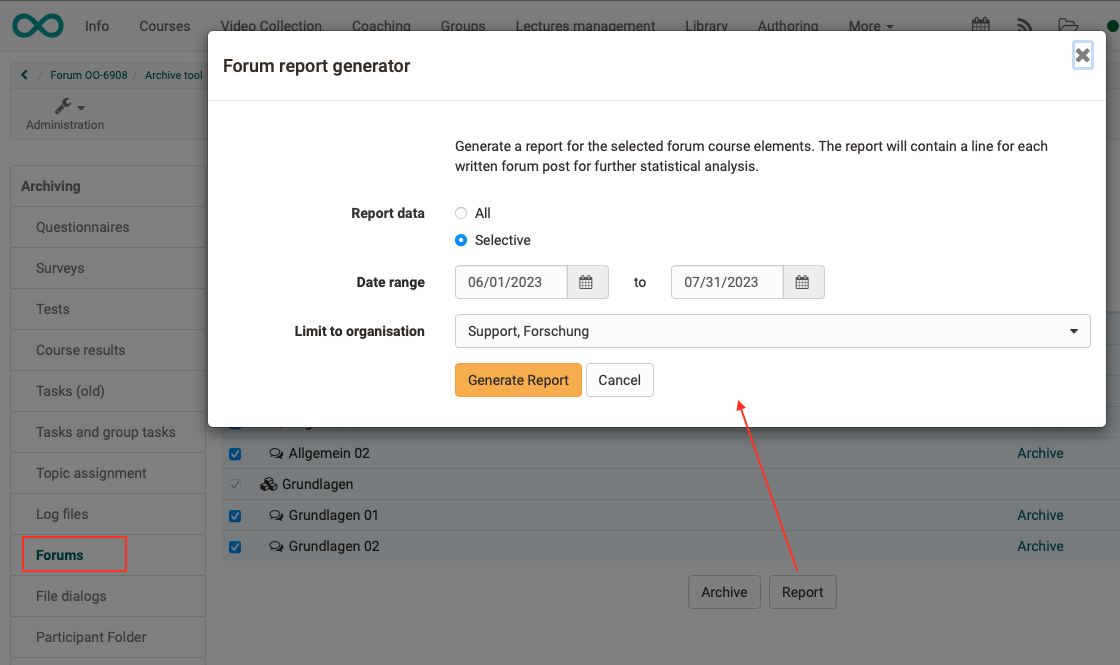 Info Courses Video Collection Coaching Groups Lectures management Library Authoring More
Forum report generator
/ Forum OO-6908 / Archive tool
Administration
Generate a report for the selected forum course elements. The report will contain a line for each
written forum post for further statistical analysis.
Archiving
Report data
All
Questionnaires
Selective
Surveys
Date range 06/01/2023 to 07/31/2023
Tests
Limit to organisation Support, Forschung
Course results
Generate Report Cancel
Tasks (old)
Tasks and group tasks
Allgemein 02 Archive
Topic assignment
Grundlagen
Log files
Grundlagen 01 Archive
Forums
Grundlagen 02 Archive
File dialogs
Archive Report
Participant Folder